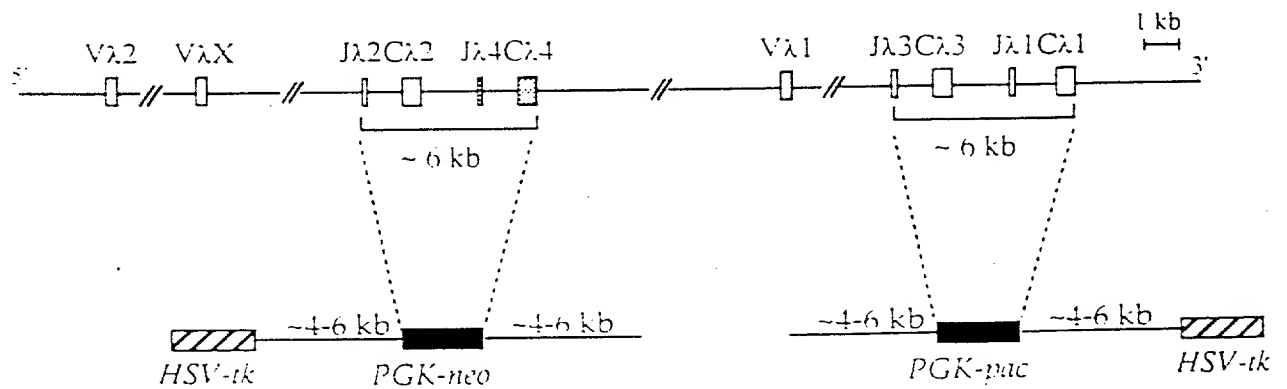 1 kb
Vλ2 VλX Jλ2Cλ2 Jλ4Cλ4 Vλ1 Jλ3Cλ3 Jλ1Cλ1
5' 3'
~ 6 kb ~ 6 kb
~4-6 kb ~4-6 kb ~4-6 kb ~4-6 kb
HSV-tk PGK-neo PGK-pac HSV-tk